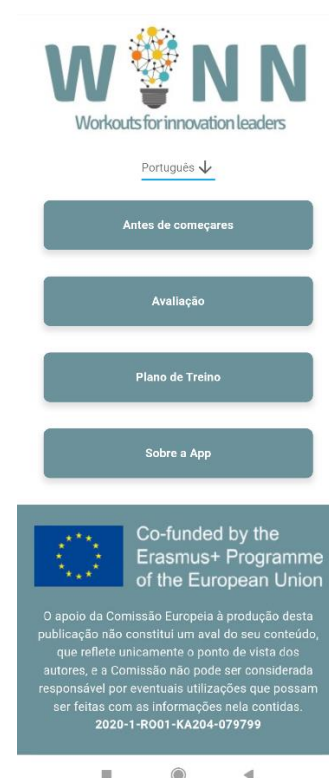 WINN
Workouts for innovation leaders
Português
Antes de começares
Avaliação
Plano de Treino
Sobre a App
Co-funded by the
Erasmus+ Programme
of the European Union
O apoio da Comissão Europeia à produção desta
publicação não constitui um aval do seu conteúdo,
que reflete unicamente o ponto de vista dos
autores, e a Comissão não pode ser considerada
responsável por eventuais utilizações que possam
ser feitas com as informações nela contidas.
2020-1-RO01-KA204-079799